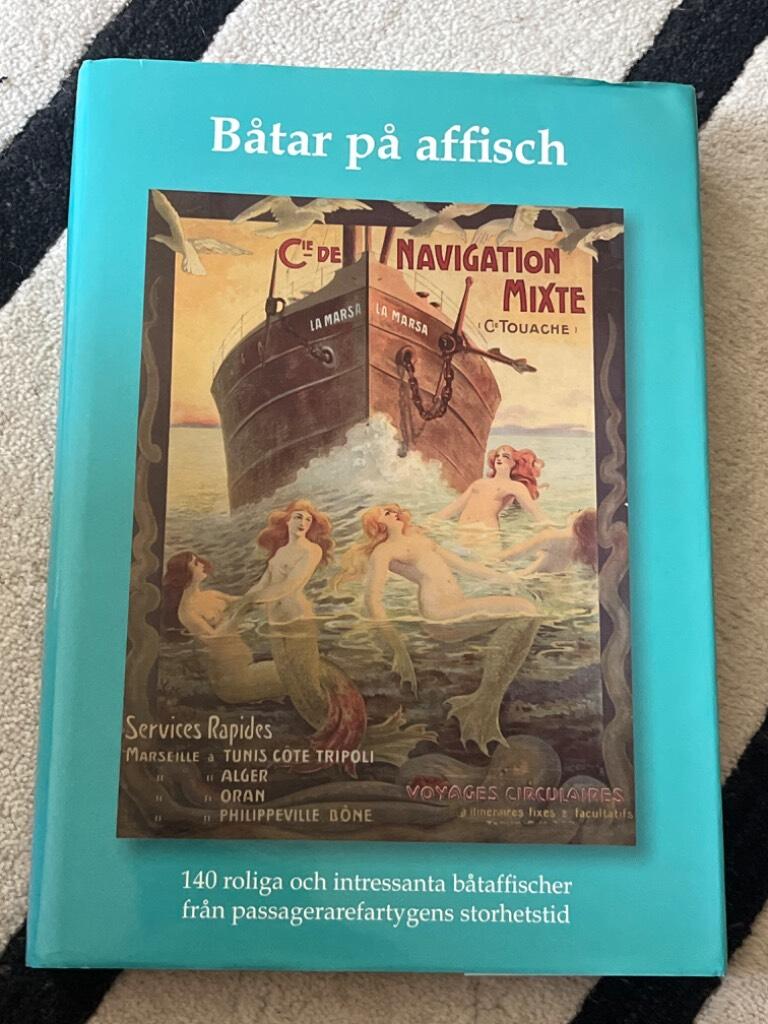 Båtar på affisch
Cie DE NAVIGATION
MIXTE
(Cie TOUACHE)
LA MARSA LA MARSA
Services Rapides
MARSEILLE à TUNIS CÔTE TRIPOLI
" " ALGER
" " ORAN
" " PHILIPPEVILLE BÔNE
VOYAGES CIRCULAIRES
à itinéraires fixes & facultatifs
140 roliga och intressanta båtaffischer
från passagerarefartygens storhetstid